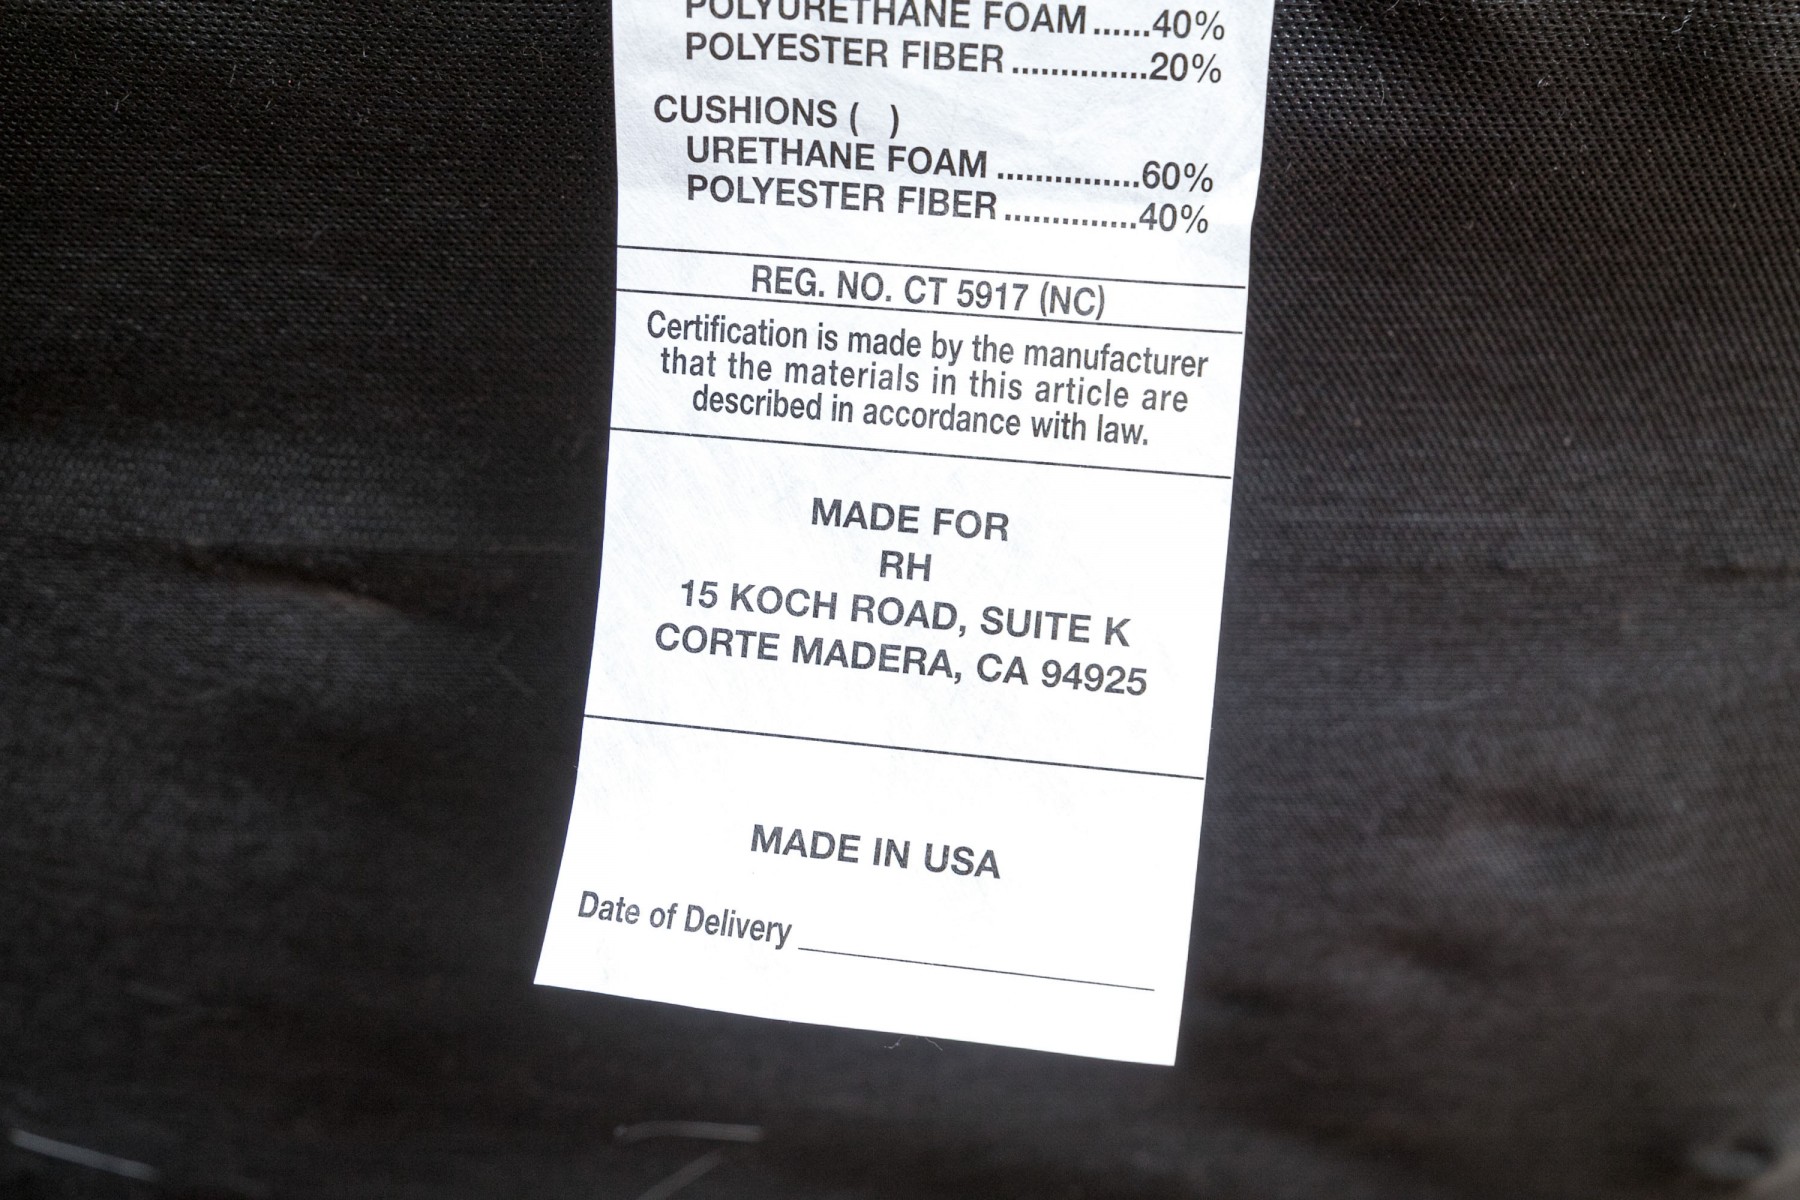 POLYURETHANE FOAM......40%
POLYESTER FIBER ..............20%
CUSHIONS ( )
URETHANE FOAM ...............60%
POLYESTER FIBER ..............40%
REG. NO. CT 5917 (NC)
Certification is made by the manufacturer
that the materials in this article are
described in accordance with law.
MADE FOR
RH
15 KOCH ROAD, SUITE K
CORTE MADERA, CA 94925
MADE IN USA
Date of Delivery ____________________